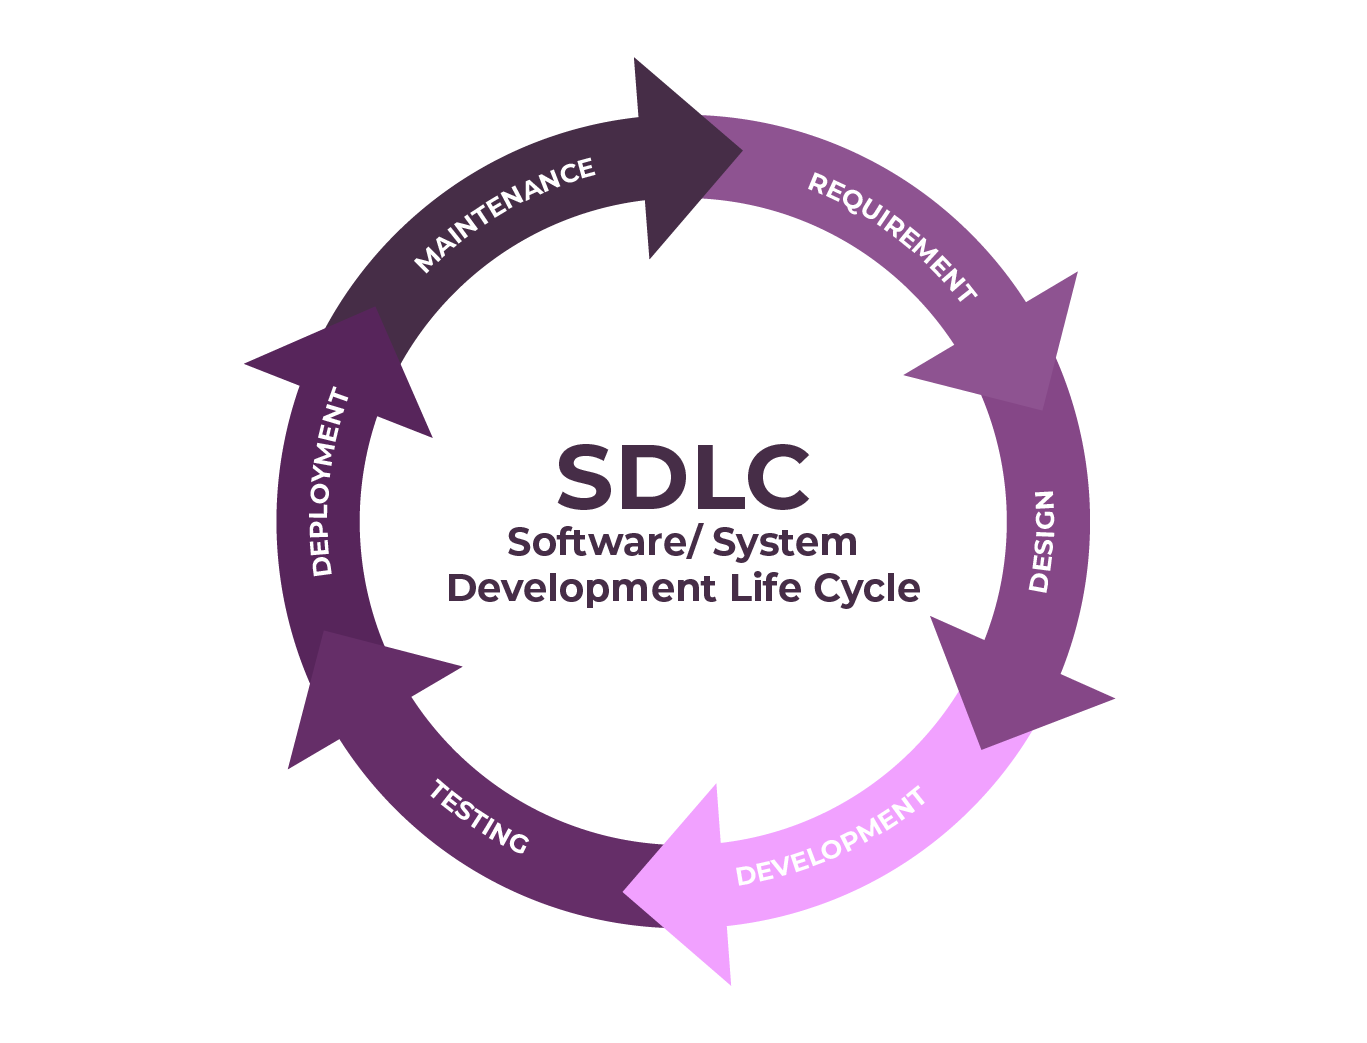 SDLC
Software/ System
Development Life Cycle
REQUIREMENT
DESIGN
DEVELOPMENT
TESTING
DEPLOYMENT
MAINTENANCE